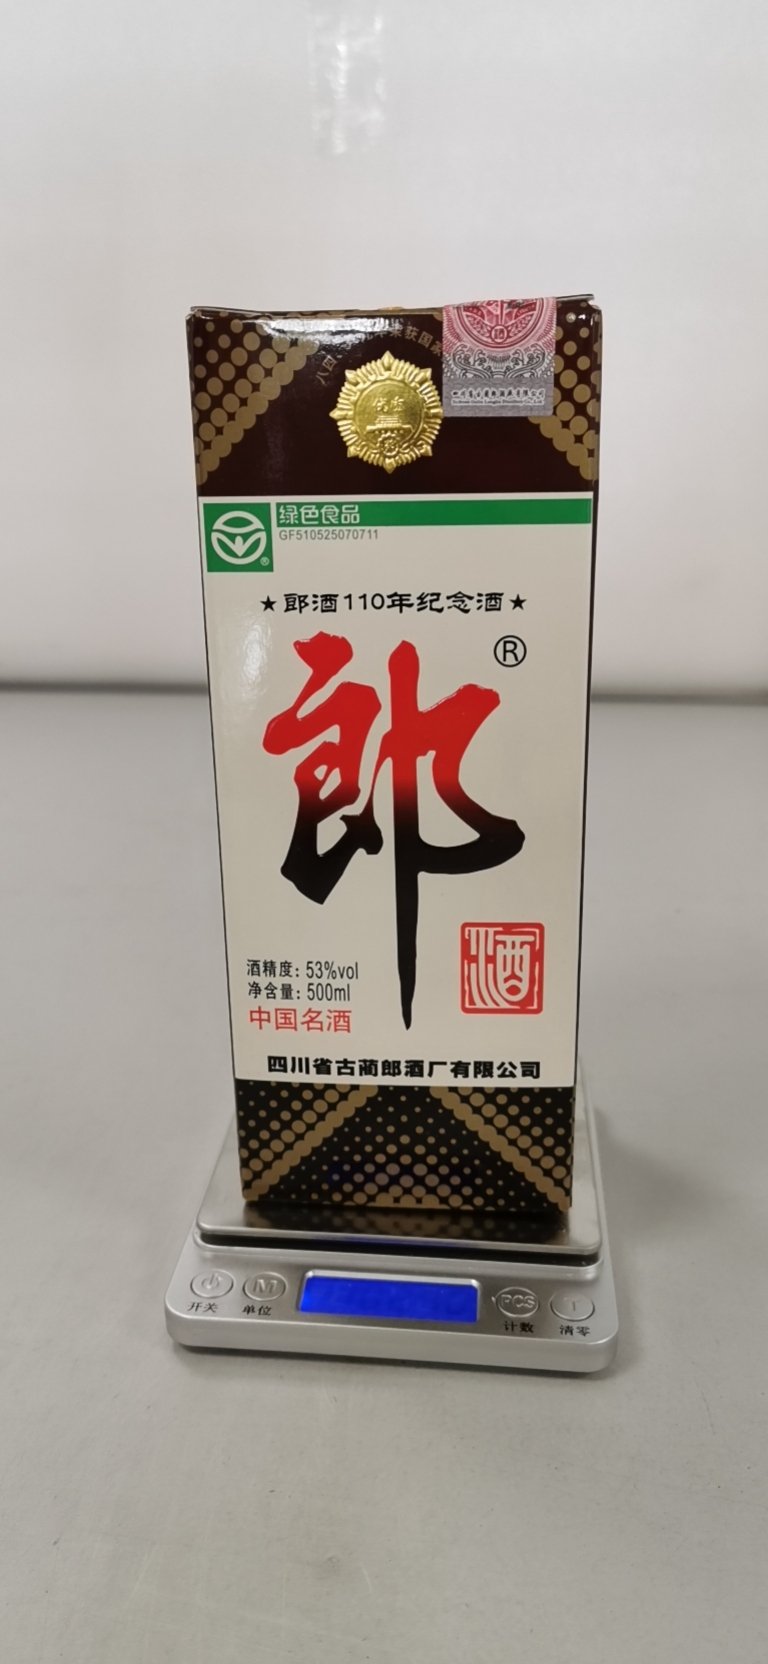 绿色食品
®
GF510525070711
★郎酒110年纪念酒★
郎®
酒
酒精度：53%vol
净含量：500ml
中国名酒
四川省古蔺郎酒厂有限公司
M
PCS
T
开关
单位
计数
清零